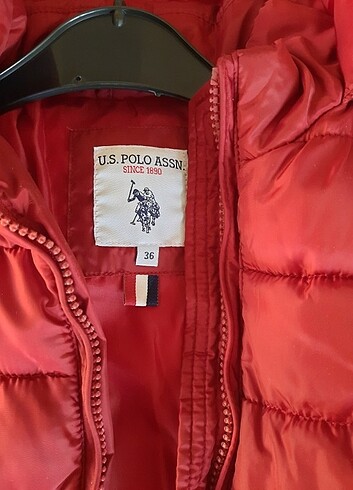 U.S. POLO ASSN.
SINCE 1890
36